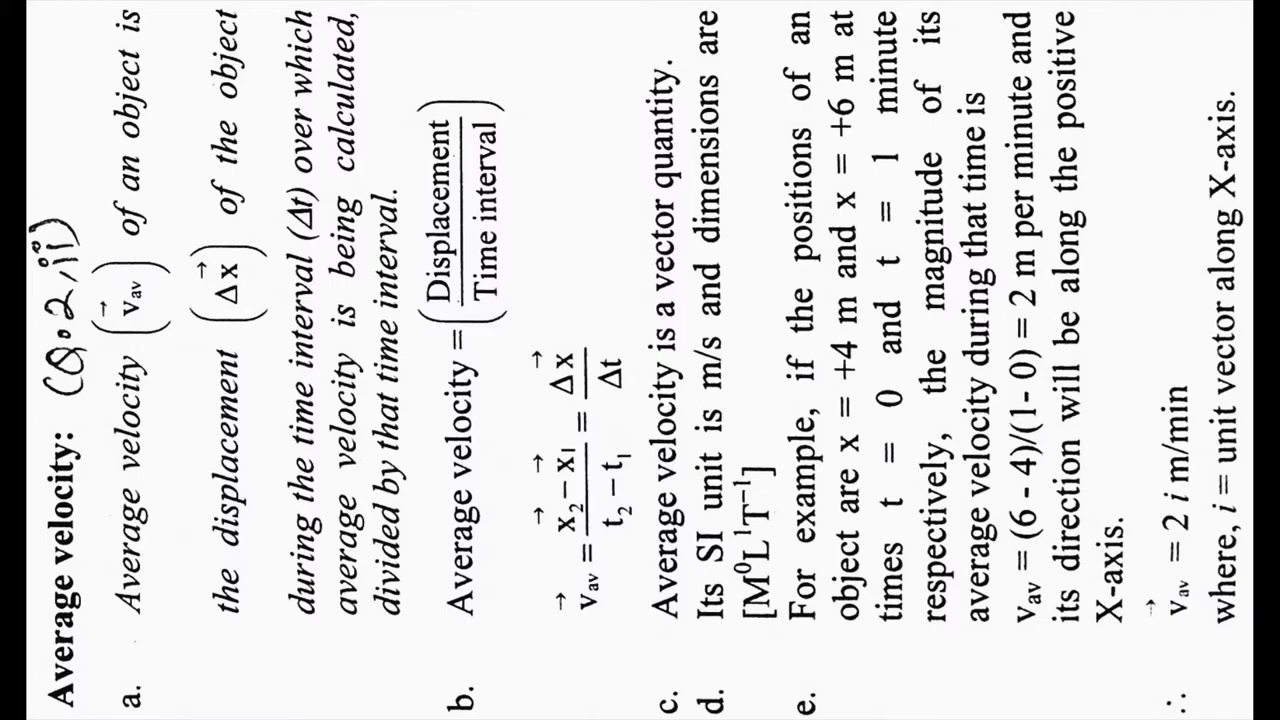 Average velocity: (Q.2,ii)
a. Average velocity (v⃗av) of an object is
the displacement (Δx⃗) of the object
during the time interval (Δt) over which
average velocity is being calculated,
divided by that time interval.
b. Average velocity = (Displacement / Time interval)
v⃗av = (x⃗2 – x⃗1) / (t2 – t1) = Δx⃗ / Δt
c. Average velocity is a vector quantity.
d. Its SI unit is m/s and dimensions are
[M⁰L¹T⁻¹]
e. For example, if the positions of an
object are x = +4 m and x = +6 m at
times t = 0 and t = 1 minute
respectively, the magnitude of its
average velocity during that time is
vav = (6 - 4)/(1- 0) = 2 m per minute and
its direction will be along the positive
X-axis.
∴ v⃗av = 2 i m/min
where, i = unit vector along X-axis.